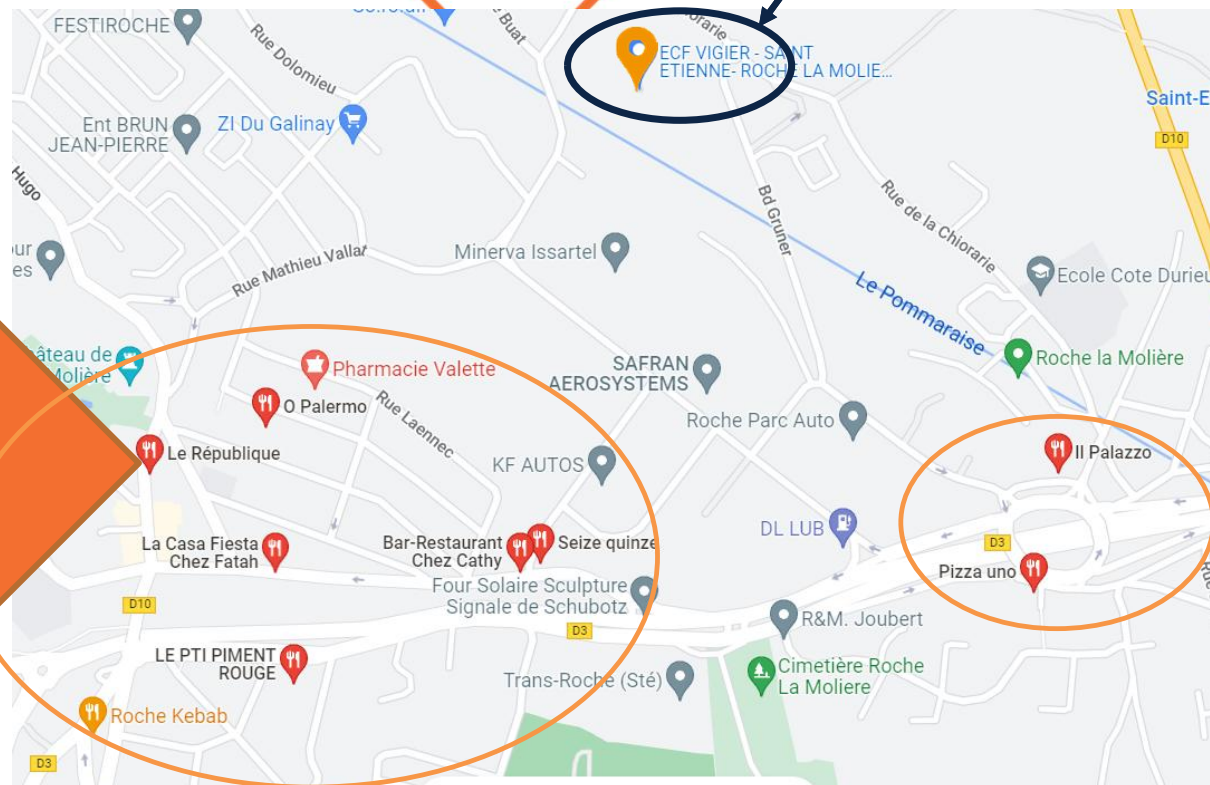 FESTIROCHE
Rue Dolomieu
Buat
ECF VIGIER - SAINT
ETIENNE- ROCHE LA MOLIE...
Saint-E
D10
Ent BRUN
JEAN-PIERRE
ZI Du Galinay
Hugo
Bd Gruner
Rue de la Chiorarie
Rue Mathieu Vallat
Minerva Issartel
Ecole Cote Durieu
Le Pommaraise
Château de
Molière
Pharmacie Valette
SAFRAN
AEROSYSTEMS
Roche la Molière
O Palermo
Rue Laennec
Roche Parc Auto
Le République
KF AUTOS
Il Palazzo
La Casa Fiesta
Chez Fatah
Bar-Restaurant
Chez Cathy
Seize quinze
DL LUB
D3
Pizza uno
Four Solaire Sculpture
Signale de Schubotz
D10
D3
R&M. Joubert
LE PTI PIMENT
ROUGE
Trans-Roche (Sté)
Cimetière Roche
La Moliere
Roche Kebab
D3